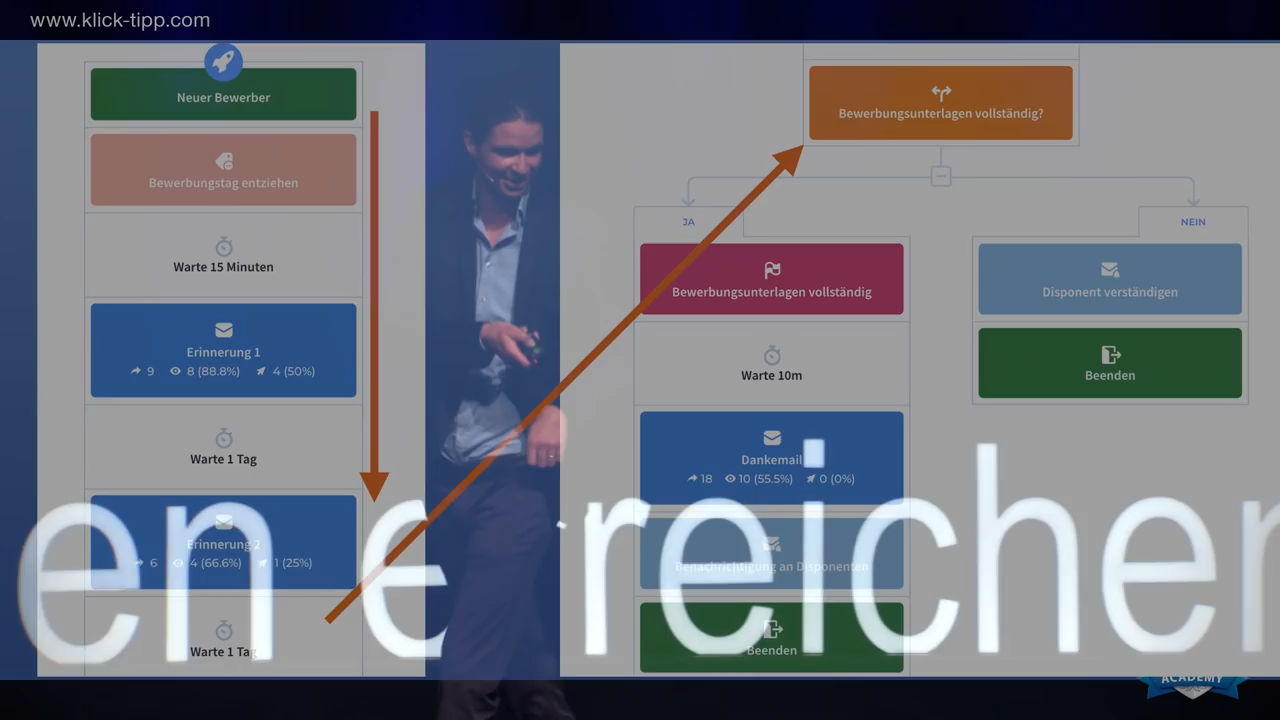 www.klick-tipp.com
Neuer Bewerber
Bewerbungstag entziehen
Warte 15 Minuten
Erinnerung 1
9 8 (88.8%) 4 (50%)
Warte 1 Tag
Erinnerung 2
6 4 (66.6%) 1 (25%)
Warte 1 Tag
Bewerbungsunterlagen vollständig?
JA
NEIN
Bewerbungsunterlagen vollständig
Disponent verständigen
Warte 10m
Beenden
Dankemail
18 10 (55.5%) 0 (0%)
Benachrichtigung an Disponenten
Beenden
en e reichen
ACADEMY